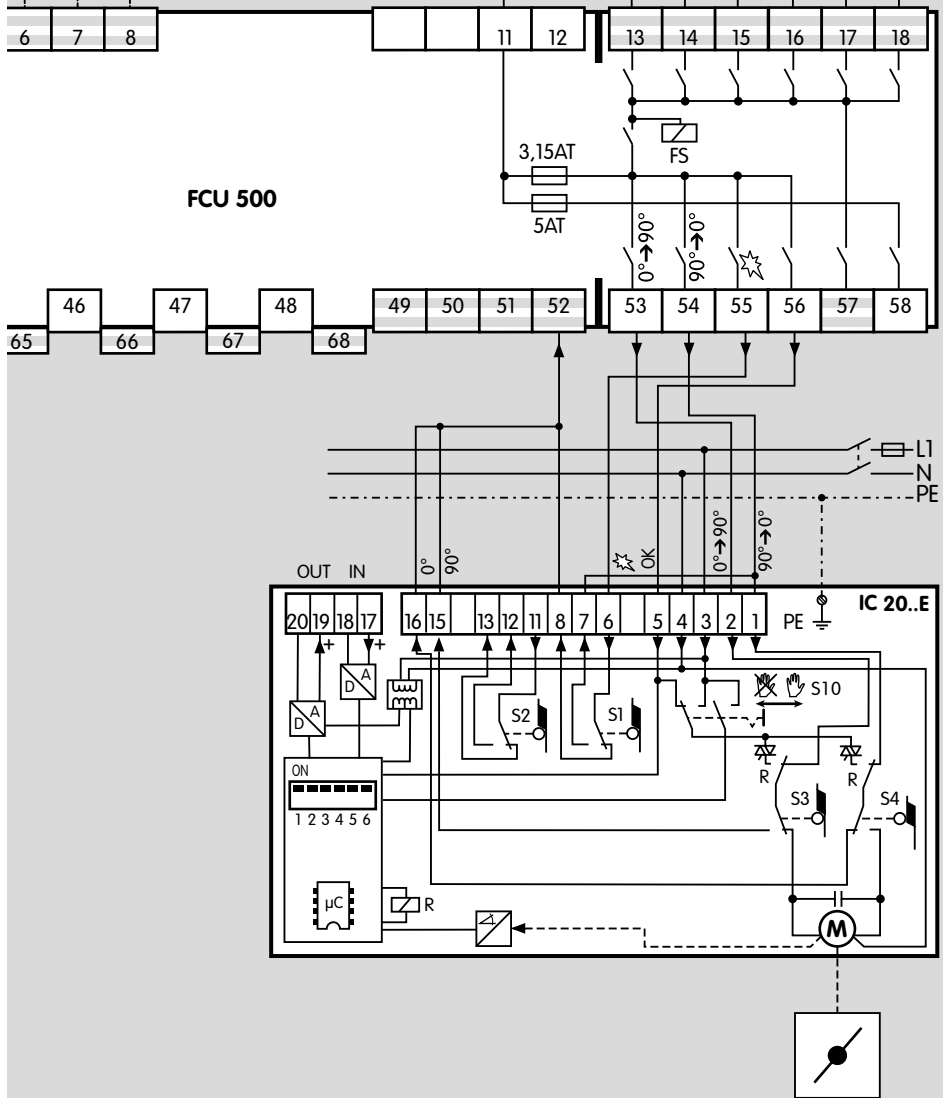 6 7 8 11 12 13 14 15 16 17 18
3,15AT
FS
FCU 500
5AT
0°➔90°
90°➔0°
46 47 48 49 50 51 52 53 54 55 56 57 58
65 66 67 68
L1
N
PE
0°
90°
OK
0°➔90°
90°➔0°
OUT IN
IC 20..E
20 19 18 17 16 15 13 12 11 8 7 6 5 4 3 2 1 PE
+ +
D A
D A
S2
S1
S10
R
R
ON
S3
S4
1 2 3 4 5 6
µC
R
M